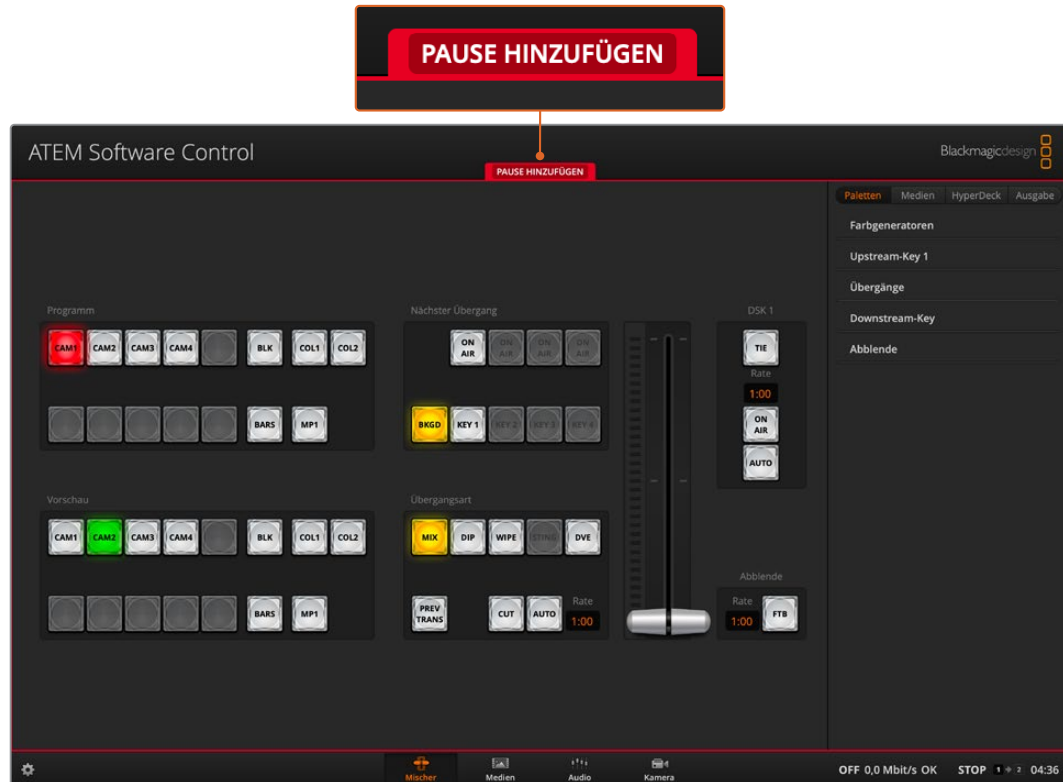 PAUSE HINZUFÜGEN
ATEM Software Control
Blackmagicdesign
PAUSE HINZUFÜGEN
Paletten Medien HyperDeck Ausgabe
Farbgeneratoren
Upstream-Key 1
Übergänge
Downstream-Key
Abblende
Programm
CAM1 CAM2 CAM3 CAM4 BLK COL1 COL2
BARS MP1
Nächster Übergang
ON AIR ON AIR ON AIR ON AIR
BKGD KEY 1 KEY 2 KEY 3 KEY 4
DSK 1
TIE
Rate
1:00
ON AIR
AUTO
Vorschau
CAM1 CAM2 CAM3 CAM4 BLK COL1 COL2
BARS MP1
Übergangsart
MIX DIP WIPE STING DVE
PREV TRANS CUT AUTO
Rate
1:00
Abblende
Rate
1:00 FTB
Mischer Medien Audio Kamera
OFF 0,0 Mbit/s OK STOP 1 2 04:36